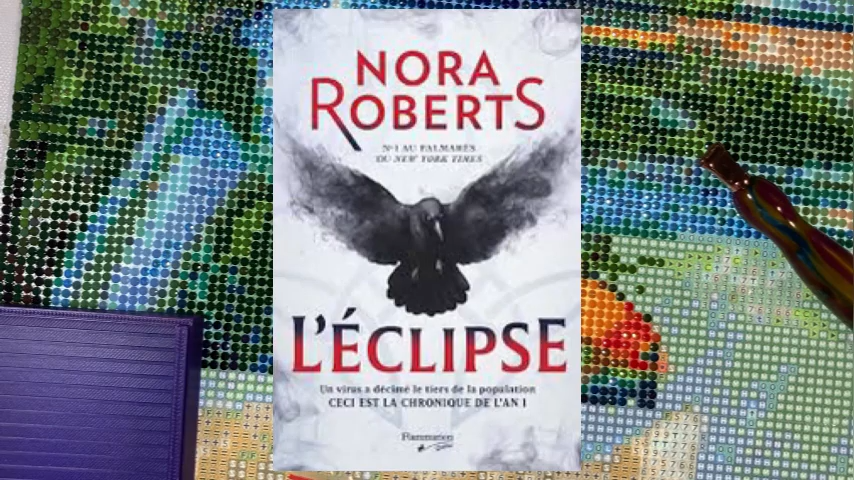 NORA
ROBERTS
N°1 AU PALMARÈS
DU NEW YORK TIMES
L'ÉCLIPSE
Un virus a décimé le tiers de la population
CECI EST LA CHRONIQUE DE L'AN I
Flammarion